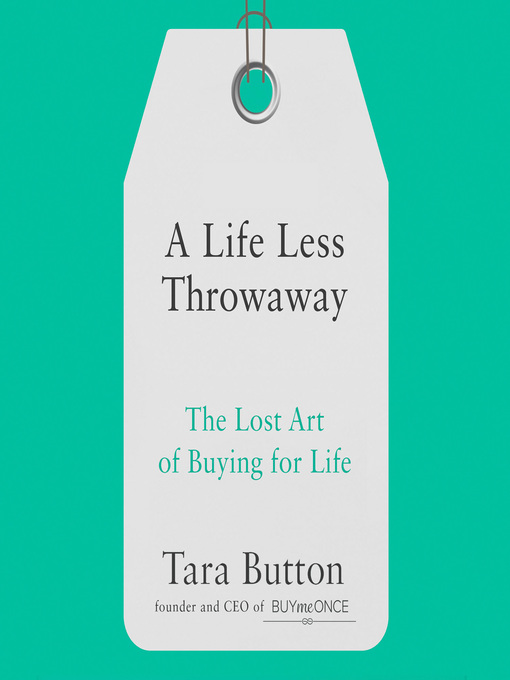 A Life Less
Throwaway
The Lost Art
of Buying for Life
Tara Button
founder and CEO of BUYmeONCE